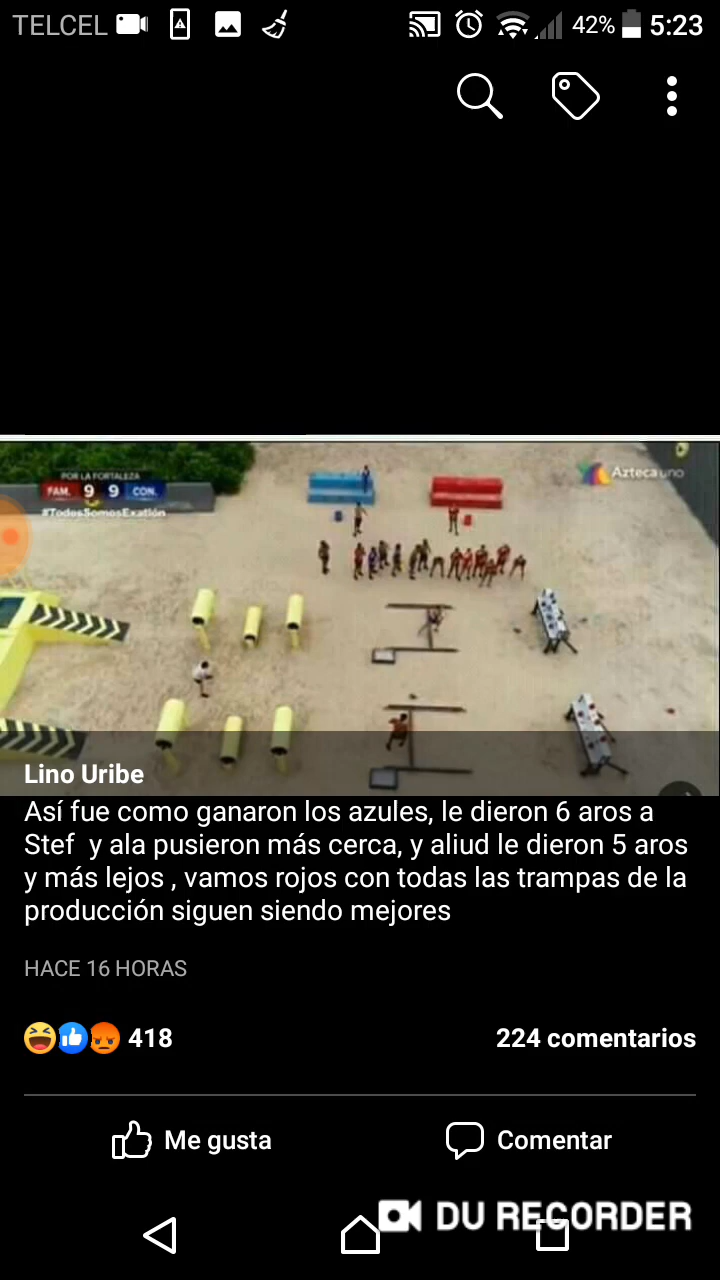 TELCEL 42% 5:23
POR LA FORTALEZA
FAM. 9 9 CON.
#TodosSomosExatlón
Azteca uno
Lino Uribe
Así fue como ganaron los azules, le dieron 6 aros a
Stef y ala pusieron más cerca, y aliud le dieron 5 aros
y más lejos , vamos rojos con todas las trampas de la
producción siguen siendo mejores
HACE 16 HORAS
418 224 comentarios
Me gusta Comentar
DU RECORDER